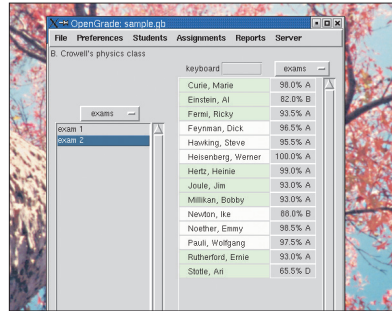 OpenGrade: sample.gb
File Preferences Students Assignments Reports Server
B. Crowell's physics class
keyboard exams
exams
exam 1
exam 2
Curie, Marie 98.0% A
Einstein, Al 82.0% B
Fermi, Ricky 93.5% A
Feynman, Dick 96.5% A
Hawking, Steve 95.5% A
Heisenberg, Werner 100.0% A
Hertz, Heinie 99.0% A
Joule, Jim 93.0% A
Millikan, Bobby 93.0% A
Newton, Ike 88.0% B
Noether, Emmy 98.5% A
Pauli, Wolfgang 97.5% A
Rutherford, Ernie 93.0% A
Stotle, Ari 65.5% D